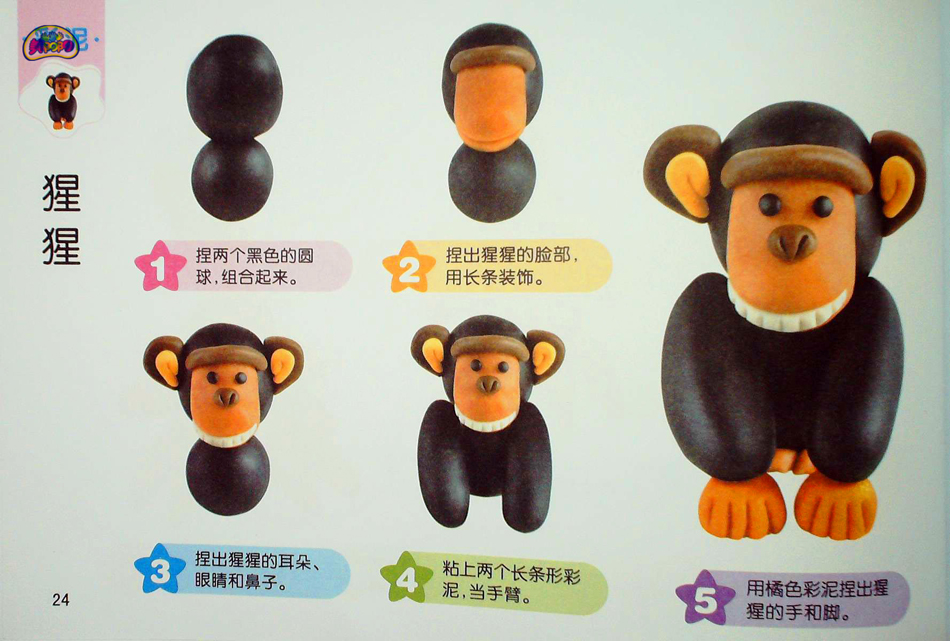 泥
猩猩
1
捏两个黑色的圆
球,组合起来。
2
捏出猩猩的脸部,
用长条装饰。
3
捏出猩猩的耳朵、
眼睛和鼻子。
4
粘上两个长条形彩
泥,当手臂。
5
用橘色彩泥捏出猩
猩的手和脚。
24